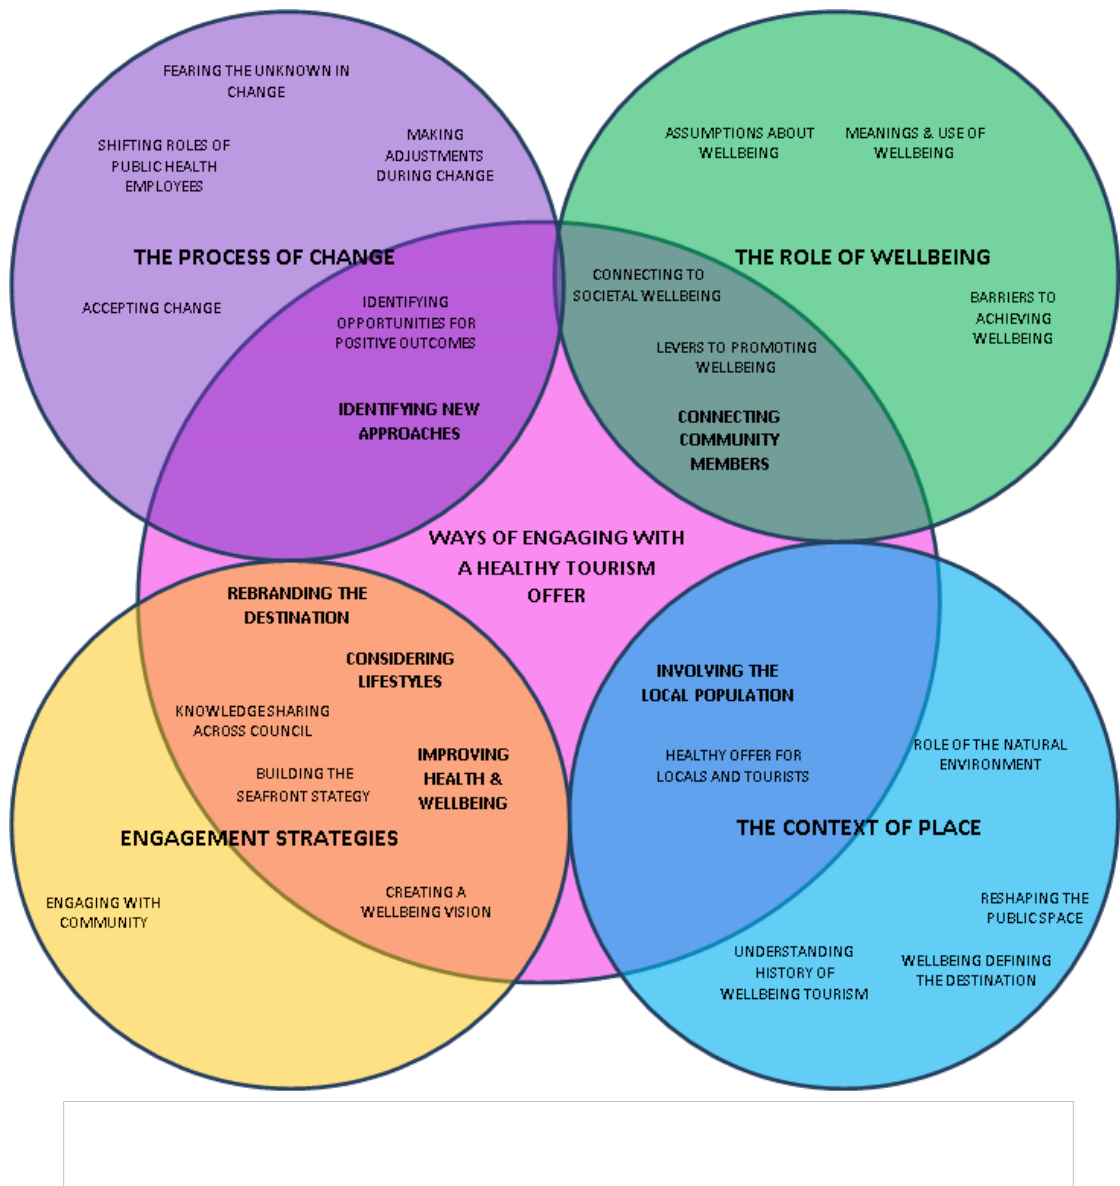 FEARING THE UNKNOWN IN
CHANGE
SHIFTING ROLES OF
PUBLIC HEALTH
EMPLOYEES
MAKING
ADJUSTMENTS
DURING CHANGE
THE PROCESS OF CHANGE
ACCEPTING CHANGE
IDENTIFYING
OPPORTUNITIES FOR
POSITIVE OUTCOMES
IDENTIFYING NEW
APPROACHES
ASSUMPTIONS ABOUT
WELLBEING
MEANINGS & USE OF
WELLBEING
THE ROLE OF WELLBEING
CONNECTING TO
SOCIETAL WELLBEING
BARRIERS TO
ACHIEVING
WELLBEING
LEVERS TO PROMOTING
WELLBEING
CONNECTING
COMMUNITY
MEMBERS
WAYS OF ENGAGING WITH
A HEALTHY TOURISM
OFFER
REBRANDING THE
DESTINATION
CONSIDERING
LIFESTYLES
KNOWLEDGE SHARING
ACROSS COUNCIL
IMPROVING
HEALTH &
WELLBEING
BUILDING THE
SEAFRONT STATEGY
ENGAGEMENT STRATEGIES
ENGAGING WITH
COMMUNITY
CREATING A
WELLBEING VISION
INVOLVING THE
LOCAL POPULATION
HEALTHY OFFER FOR
LOCALS AND TOURISTS
ROLE OF THE NATURAL
ENVIRONMENT
THE CONTEXT OF PLACE
RESHAPING THE
PUBLIC SPACE
UNDERSTANDING
HISTORY OF
WELLBEING TOURISM
WELLBEING DEFINING
THE DESTINATION